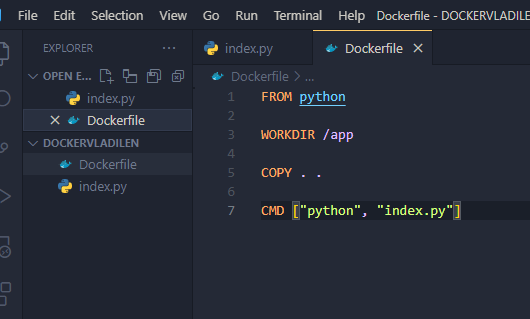 File Edit Selection View Go Run Terminal Help Dockerfile - DOCKERVLADILEN
EXPLORER
index.py
Dockerfile
OPEN E...
Dockerfile > ...
index.py
Dockerfile
DOCKERVLADILEN
Dockerfile
index.py
1 FROM python
2
3 WORKDIR /app
4
5 COPY . .
6
7 CMD ["python", "index.py"]